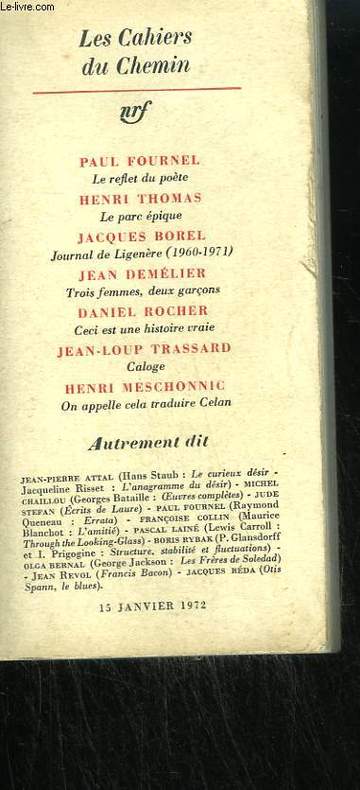 Le-livre.com
Les Cahiers
du Chemin
nrf
PAUL FOURNEL
Le reflet du poète
HENRI THOMAS
Le parc épique
JACQUES BOREL
Journal de Ligenère (1960-1971)
JEAN DEMÉLIER
Trois femmes, deux garçons
DANIEL ROCHER
Ceci est une histoire vraie
JEAN-LOUP TRASSARD
Caloge
HENRI MESCHONNIC
On appelle cela traduire Celan
Autrement dit
JEAN-PIERRE ATTAL (Hans Staub : Le curieux désir -
Jacqueline Risset : L'anagramme du désir) - MICHEL
CHAILLOU (Georges Bataille : Œuvres complètes) - JUDE
STEFAN (Écrits de Laure) - PAUL FOURNEL (Raymond
Queneau : Errata) - FRANÇOISE COLLIN (Maurice
Blanchot : L'amitié) - PASCAL LAINÉ (Lewis Carroll :
Through the Looking-Glass) - BORIS RYBAK (P. Glansdorff
et I. Prigogine : Structure, stabilité et fluctuations) -
OLGA BERNAL (George Jackson : Les Frères de Soledad)
- JEAN REVOL (Francis Bacon) - JACQUES RÉDA (Otis
Spann, le blues).
15 JANVIER 1972